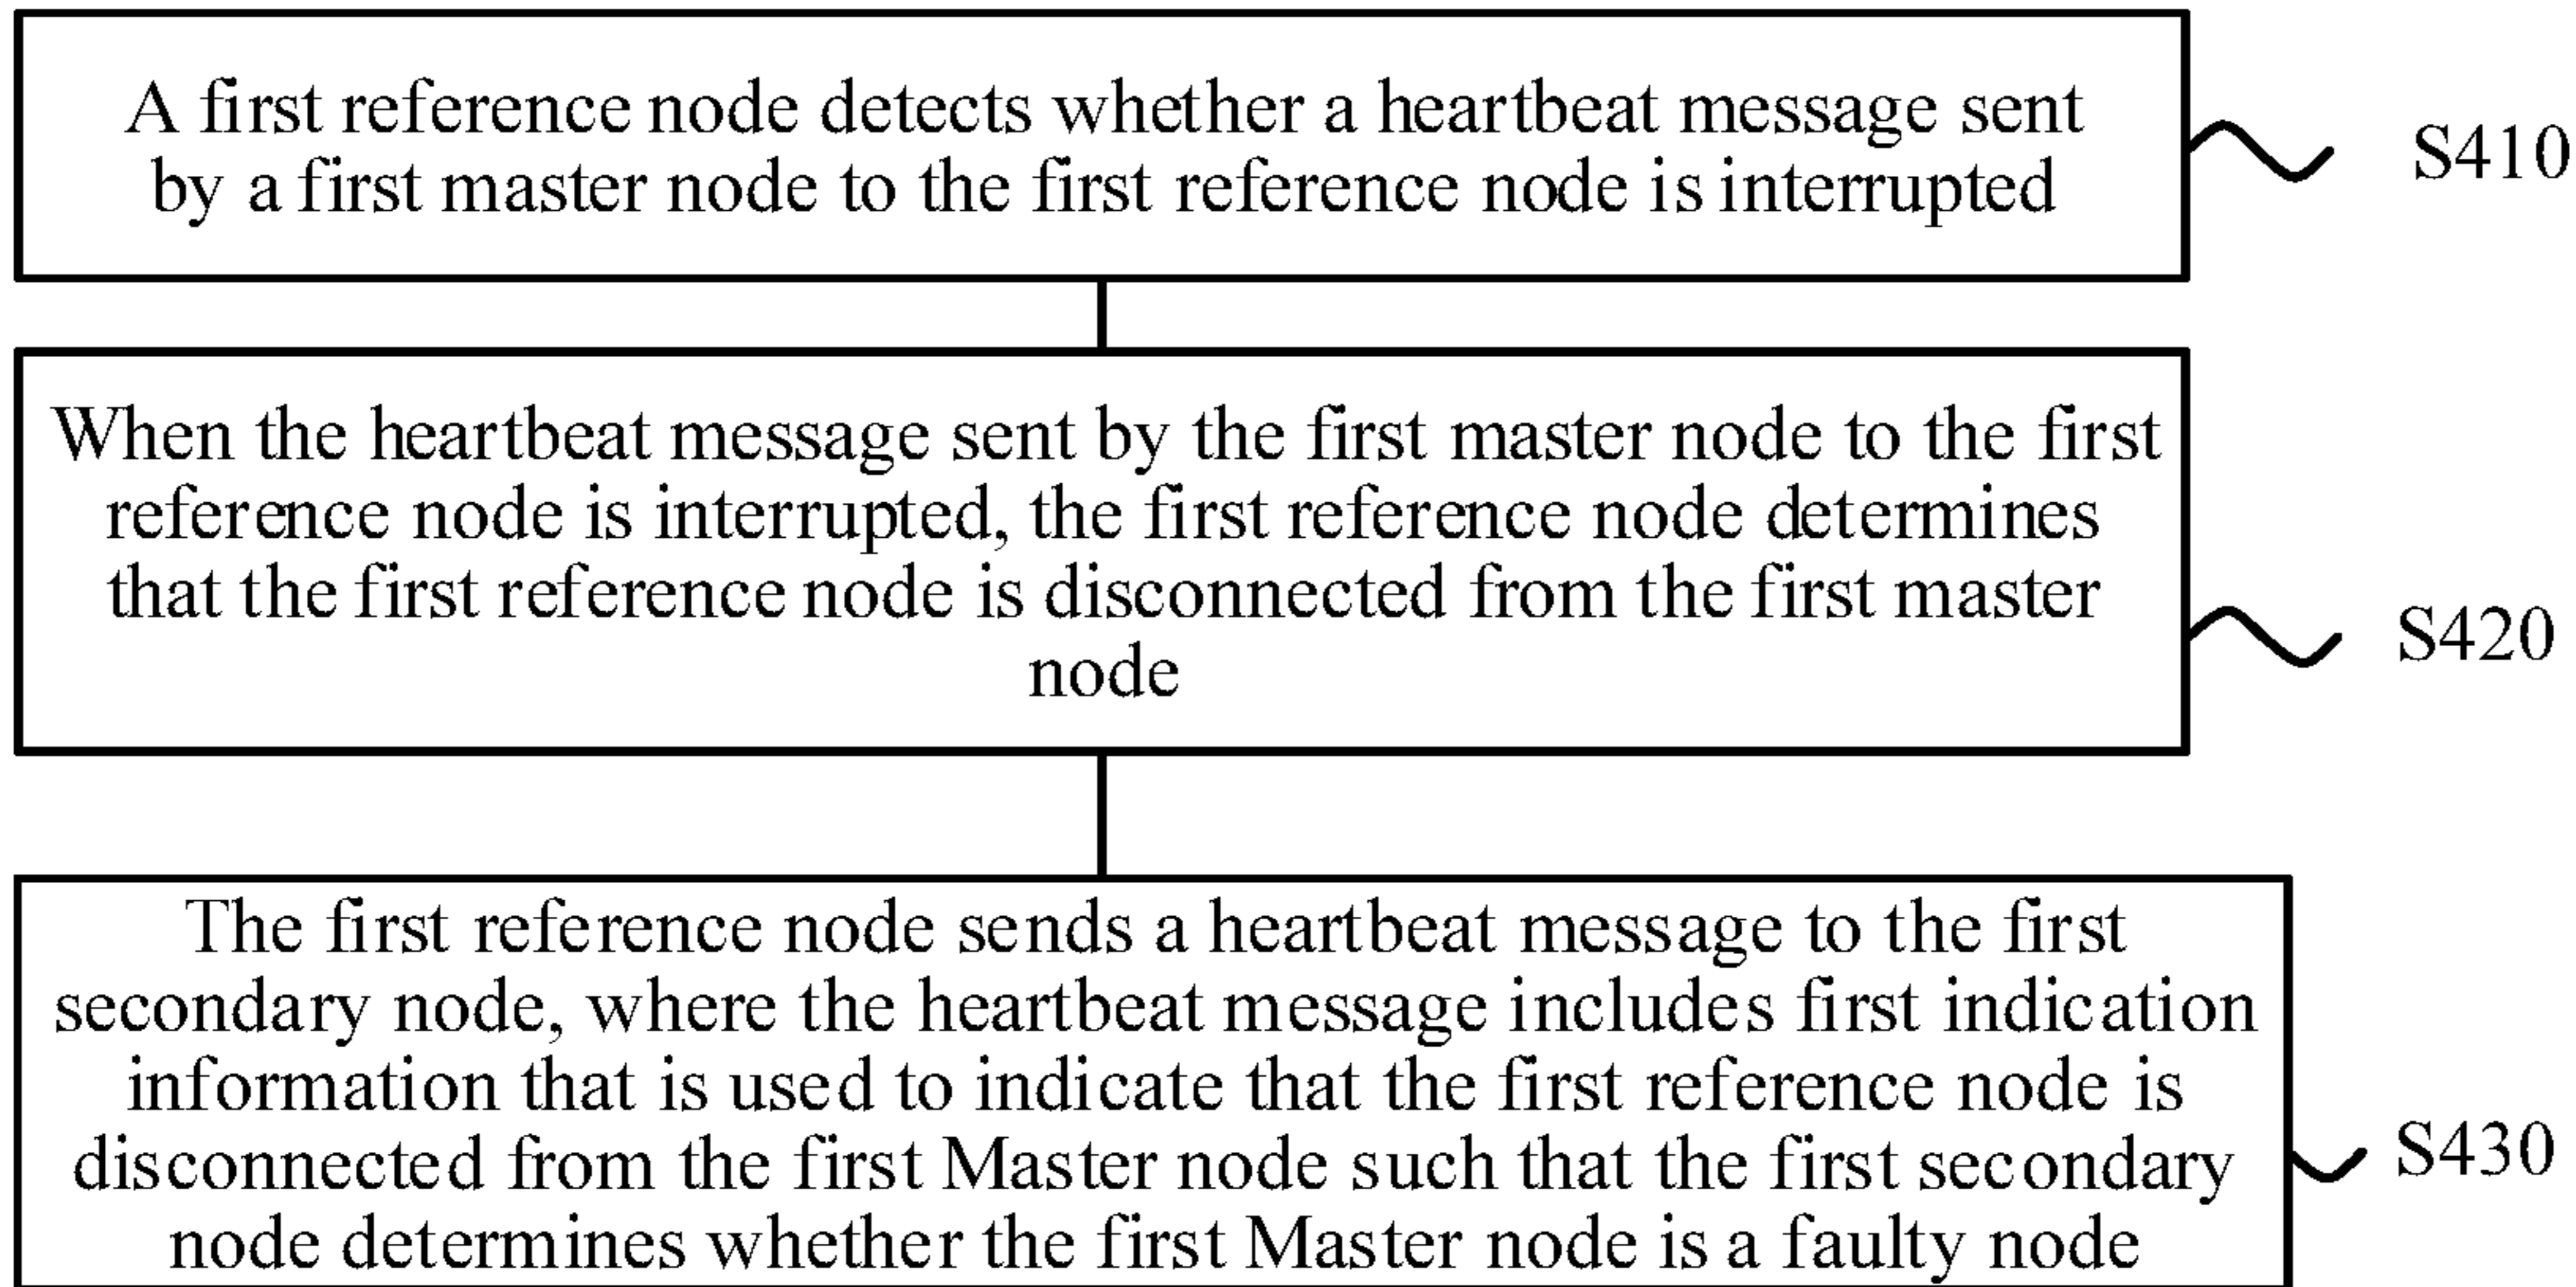 A first reference node detects whether a heartbeat message sent
by a first master node to the first reference node is interrupted
S410
When the heartbeat message sent by the first master node to the first
reference node is interrupted, the first reference node determines
that the first reference node is disconnected from the first master
node
S420
The first reference node sends a heartbeat message to the first
secondary node, where the heartbeat message includes first indication
information that is used to indicate that the first reference node is
disconnected from the first Master node such that the first secondary
node determines whether the first Master node is a faulty node
S430